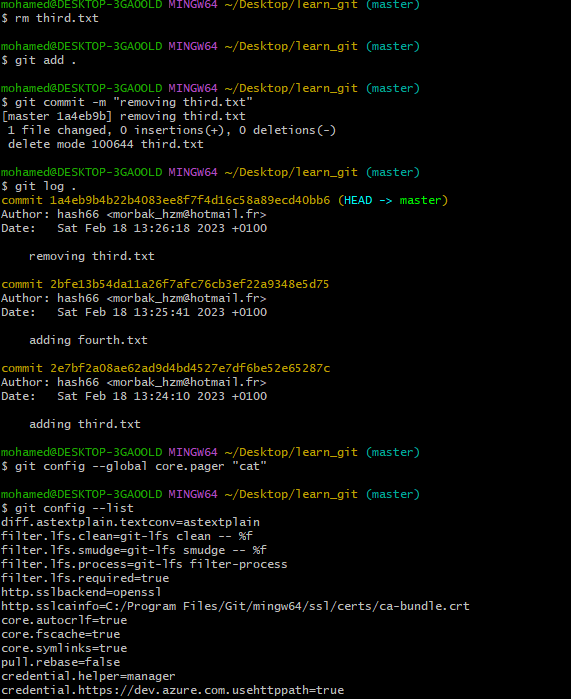 mohamed@DESKTOP-3GAOOLD MINGW64 ~/Desktop/learn_git (master)
$ rm third.txt
mohamed@DESKTOP-3GAOOLD MINGW64 ~/Desktop/learn_git (master)
$ git add .
mohamed@DESKTOP-3GAOOLD MINGW64 ~/Desktop/learn_git (master)
$ git commit -m "removing third.txt"
[master 1a4eb9b] removing third.txt
 1 file changed, 0 insertions(+), 0 deletions(-)
 delete mode 100644 third.txt
mohamed@DESKTOP-3GAOOLD MINGW64 ~/Desktop/learn_git (master)
$ git log .
commit 1a4eb9b4b22b4083ee8f7f4d16c58a89ecd40bb6 (HEAD -> master)
Author: hash66 <morbak_hzm@hotmail.fr>
Date:   Sat Feb 18 13:26:18 2023 +0100
    removing third.txt
commit 2bfe13b54da11a26f7afc76cb3ef22a9348e5d75
Author: hash66 <morbak_hzm@hotmail.fr>
Date:   Sat Feb 18 13:25:41 2023 +0100
    adding fourth.txt
commit 2e7bf2a08ae62ad9d4bd4527e7df6be52e65287c
Author: hash66 <morbak_hzm@hotmail.fr>
Date:   Sat Feb 18 13:24:10 2023 +0100
    adding third.txt
mohamed@DESKTOP-3GAOOLD MINGW64 ~/Desktop/learn_git (master)
$ git config --global core.pager "cat"
mohamed@DESKTOP-3GAOOLD MINGW64 ~/Desktop/learn_git (master)
$ git config --list
diff.astextplain.textconv=astextplain
filter.lfs.clean=git-lfs clean -- %f
filter.lfs.smudge=git-lfs smudge -- %f
filter.lfs.process=git-lfs filter-process
filter.lfs.required=true
http.sslbackend=openssl
http.sslcainfo=C:/Program Files/Git/mingw64/ssl/certs/ca-bundle.crt
core.autocrlf=true
core.fscache=true
core.symlinks=true
pull.rebase=false
credential.helper=manager
credential.https://dev.azure.com.usehttppath=true